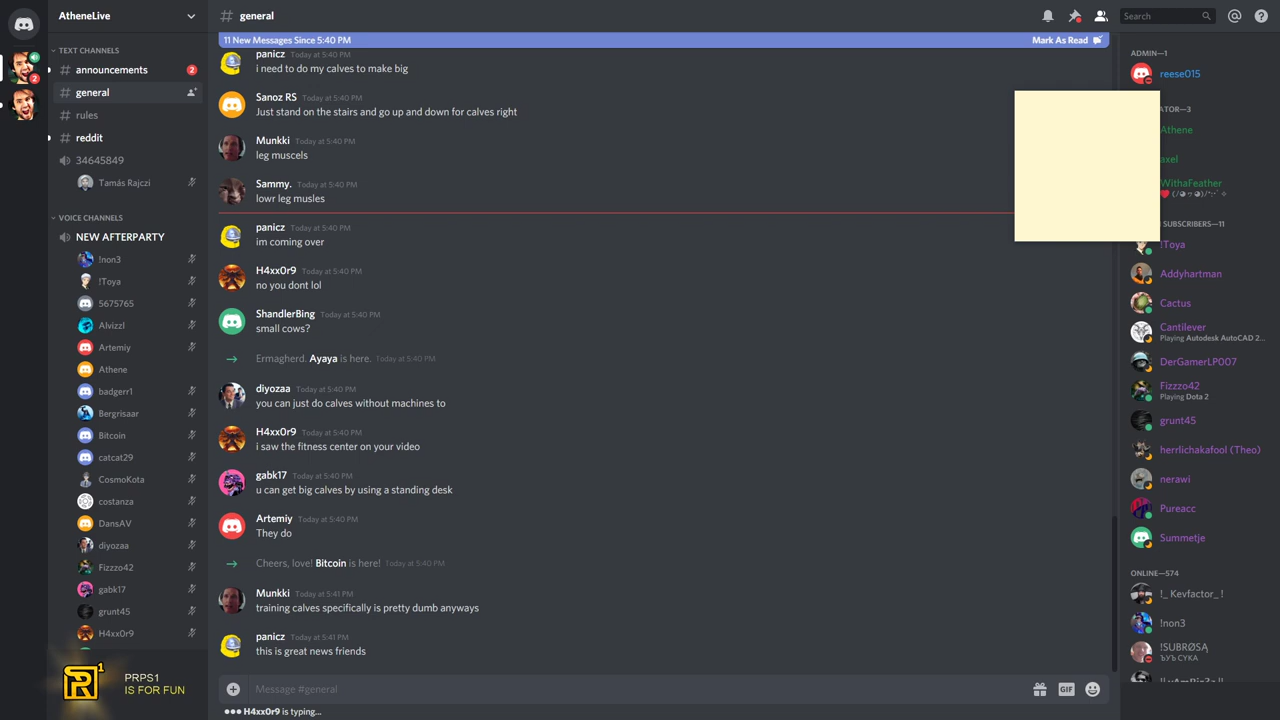 AtheneLive
general
Search
11 New Messages Since 5:40 PM
Mark As Read
TEXT CHANNELS
announcements
2
general
rules
reddit
34645849
Tamás Rajczi
VOICE CHANNELS
NEW AFTERPARTY
!non3
!Toya
5675765
Alvizzl
Artemiy
Athene
badgerr1
Bergrisaar
Bitcoin
catcat29
CosmoKota
costanza
DansAV
diyozaa
Fizzzo42
gabk17
grunt45
H4xx0r9
2
PRPS1
IS FOR FUN
panicz Today at 5:40 PM
i need to do my calves to make big
Sanoz RS Today at 5:40 PM
Just stand on the stairs and go up and down for calves right
Munkki Today at 5:40 PM
leg muscels
Sammy. Today at 5:40 PM
lowr leg musles
panicz Today at 5:40 PM
im coming over
H4xx0r9 Today at 5:40 PM
no you dont lol
ShandlerBing Today at 5:40 PM
small cows?
Ermagherd. Ayaya is here. Today at 5:40 PM
diyozaa Today at 5:40 PM
you can just do calves without machines to
H4xx0r9 Today at 5:40 PM
i saw the fitness center on your video
gabk17 Today at 5:40 PM
u can get big calves by using a standing desk
Artemiy Today at 5:40 PM
They do
Cheers, love! Bitcoin is here! Today at 5:40 PM
Munkki Today at 5:41 PM
training calves specifically is pretty dumb anyways
panicz Today at 5:41 PM
this is great news friends
Message #general
GIF
H4xx0r9 is typing...
ADMIN—1
reese015
ATOR—3
Athene
axel
WithaFeather
SUBSCRIBERS—11
!Toya
Addyhartman
Cactus
Cantilever
Playing Autodesk AutoCAD 2...
DerGamerLP007
Fizzzo42
Playing Dota 2
grunt45
herrlichakafool (Theo)
nerawi
Pureacc
Summetje
ONLINE—574
!_ Kevfactor_ !
!non3
!SUBRØSĄ
ЪУЪ СУКА